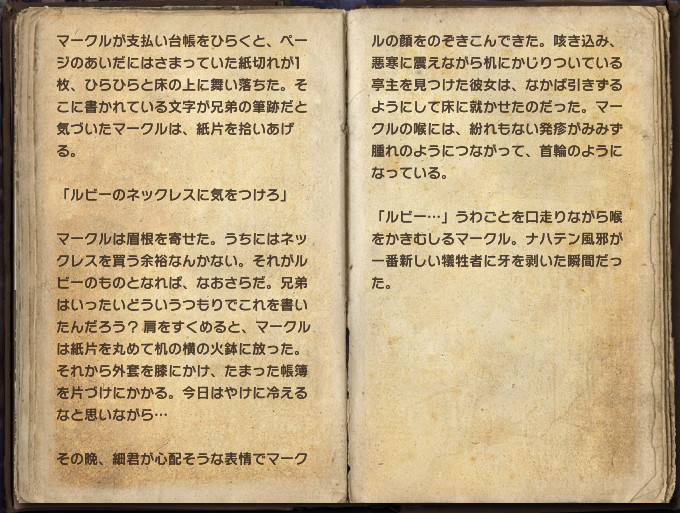 マークルが支払い台帳をひらくと、ペー
ジのあいだにはさまっていた紙切れが1
枚、ひらひらと床の上に舞い落ちた。そ
こに書かれている文字が兄弟の筆跡だと
気づいたマークルは、紙片を拾いあげ
る。
「ルビーのネックレスに気をつけろ」
マークルは眉根を寄せた。うちにはネッ
クレスを買う余裕なんかない。それがル
ビーのものとなれば、なおさらだ。兄弟
はいったいどういうつもりでこれを書い
たんだろう? 肩をすくめると、マークル
は紙片を丸めて机の横の火鉢に放った。
それから外套を膝にかけ、たまった帳簿
を片づけにかかる。今日はやけに冷える
なと思いながら…
その晩、細君が心配そうな表情でマーク
ルの顔をのぞきこんできた。咳き込み、
悪寒に震えながら机にかじりついている
亭主を見つけた彼女は、なかば引きずる
ようにして床に就かせたのだった。マー
クルの喉には、紛れもない発疹がみみず
腫れのようにつながって、首輪のように
なっている。
「ルビー…」うわごとを口走りながら喉
をかきむしるマークル。ナハテン風邪が
一番新しい犠牲者に牙を剥いた瞬間だっ
た。